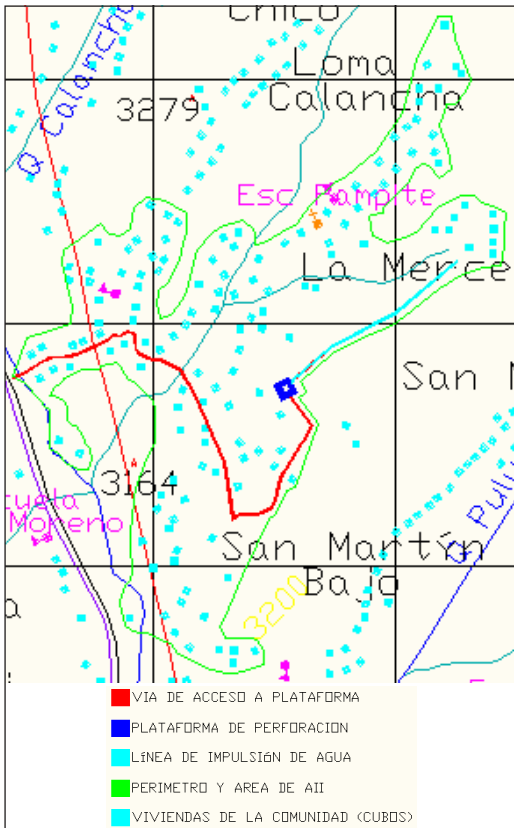 Chico
Loma
Calancha
Q Calancha
3279
Esc Pampite
La Merce
San M
3164
cuela
Moreno
San Martín
Bajo
Q Pulu
3200
a
VIA DE ACCESO A PLATAFORMA
PLATAFORMA DE PERFORACION
LíNEA DE IMPULSIóN DE AGUA
PERIMETRO Y AREA DE AII
VIVIENDAS DE LA COMUNIDAD (CUBOS)